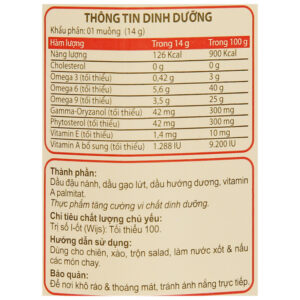 THÔNG TIN DINH DƯỠNG
Khẩu phần: 01 muỗng (14 g)
Hàm lượng Trong 14 g Trong 100 g
Năng lượng 126 Kcal 900 Kcal
Cholesterol 0 g 0 g
Omega 3 (tối thiểu) 0,42 g 3 g
Omega 6 (tối thiểu) 5,6 g 40 g
Omega 9 (tối thiểu) 3,5 g 25 g
Gamma-Oryzanol (tối thiểu) 42 mg 300 mg
Phytosterol (tối thiểu) 42 mg 300 mg
Vitamin E (tối thiểu) 1,4 mg 10 mg
Vitamin A bổ sung (tối thiểu) 1.288 IU 9.200 IU
Thành phần:
Dầu đậu nành, dầu gạo lứt, dầu hướng dương, vitamin
A palmitat.
Thực phẩm tăng cường vi chất dinh dưỡng.
Chỉ tiêu chất lượng chủ yếu:
Trị số I-ốt (Wijs): Tối thiểu 100.
Hướng dẫn sử dụng:
Dùng cho chiên, xào, trộn salad, làm nước xốt & nấu
các món chay.
Bảo quản:
Để nơi khô ráo & thoáng mát, tránh ánh nắng trực tiếp.